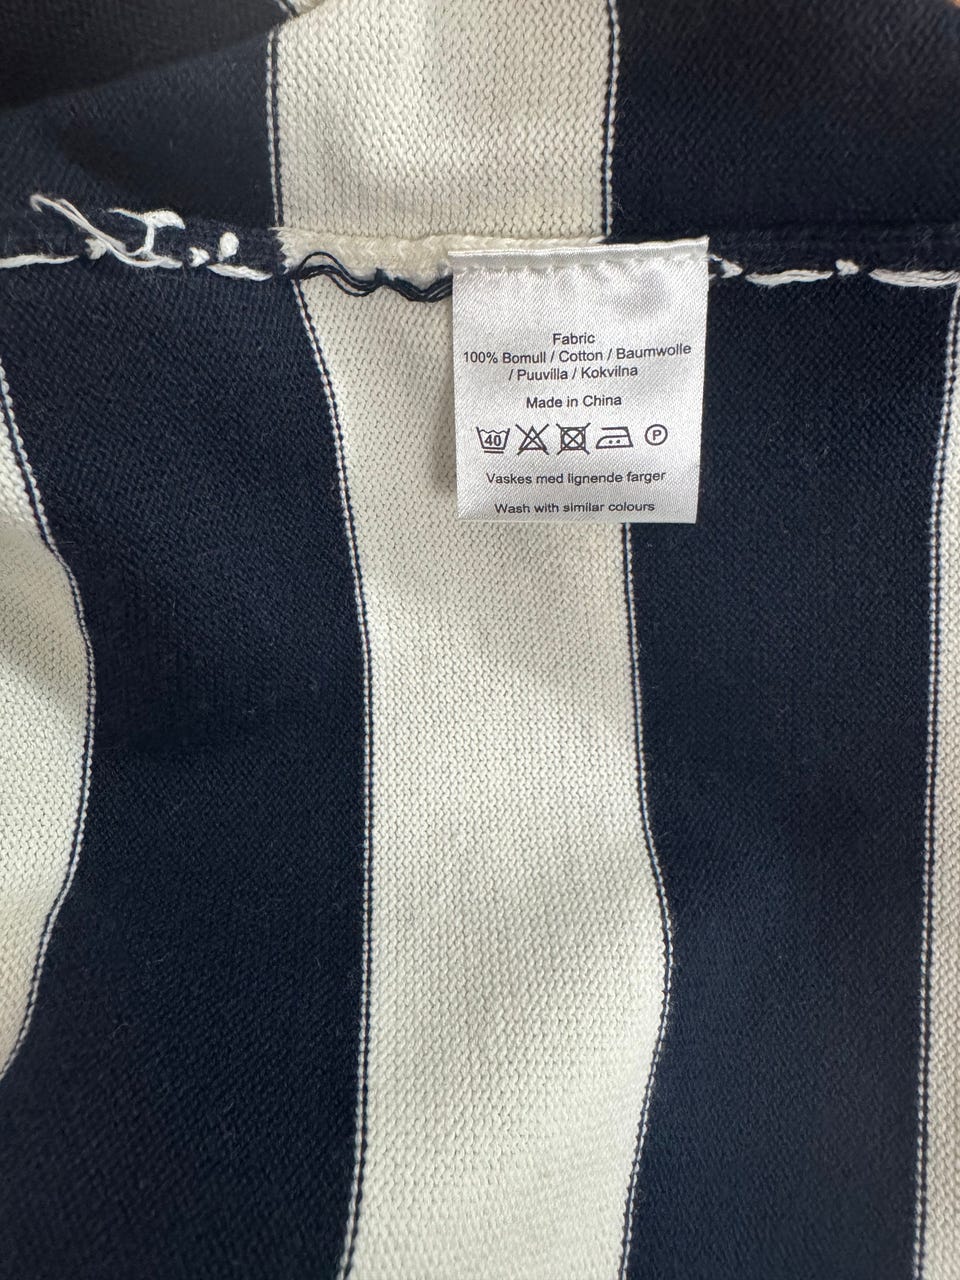 Fabric
100% Bomull / Cotton / Baumwolle
/ Puuvilla / Kokvilna
Made in China
40 P
Vaskes med lignende farger
Wash with similar colours